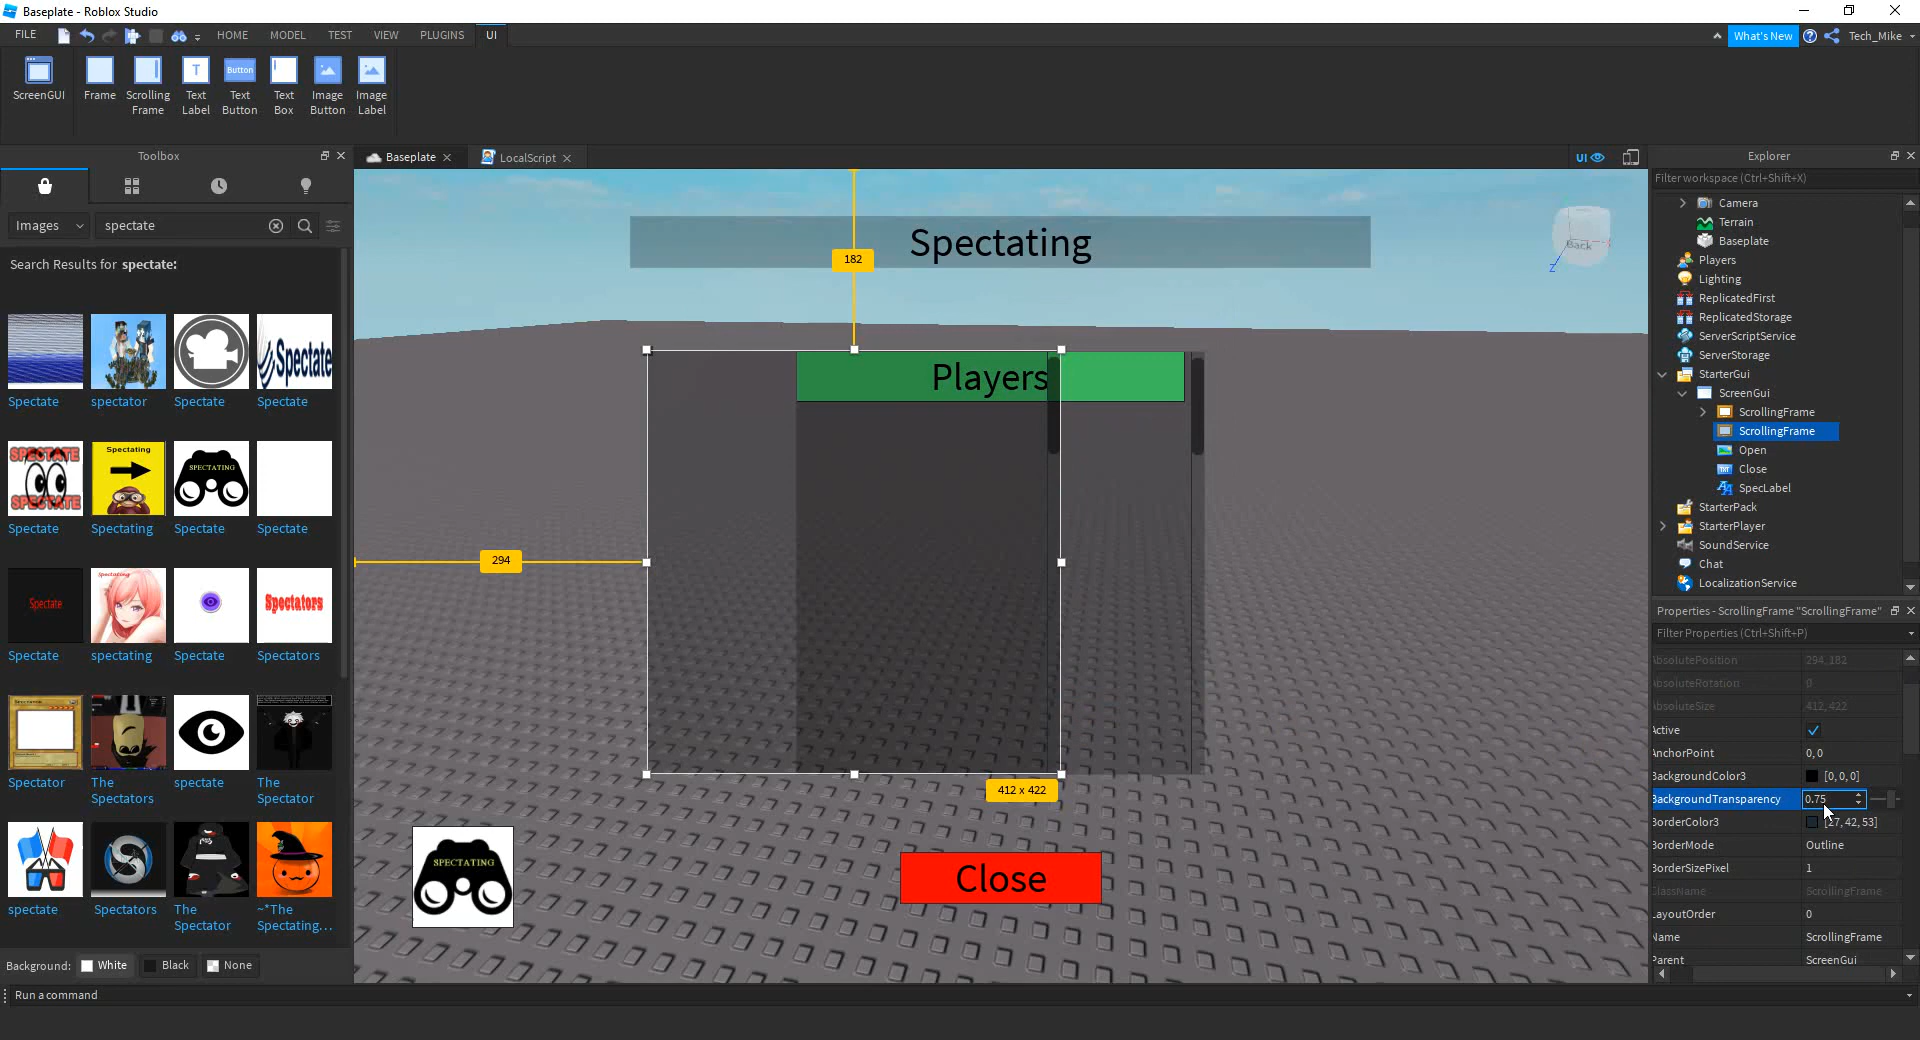 Baseplate - Roblox Studio
FILE
HOME
MODEL
TEST
VIEW
PLUGINS
UI
What's New
Tech_Mike
ScreenGUI
Frame
Scrolling
Frame
Text
Label
Button
Text
Button
Text
Box
Image
Button
Image
Label
Toolbox
Images
spectate
Search Results for spectate:
Spectate
spectator
Spectate
Spectate
Spectate
Spectating
Spectate
Spectate
Spectate
spectating
Spectate
Spectators
Spectator
The
Spectators
spectate
The
Spectator
spectate
Spectators
The
Spectator
~*The
Spectating...
Background:
White
Black
None
Run a command
Baseplate
LocalScript
UI
Spectating
182
Players
294
412 x 422
SPECTATING
Close
Back
Z
Explorer
Filter workspace (Ctrl+Shift+X)
Camera
Terrain
Baseplate
Players
Lighting
ReplicatedFirst
ReplicatedStorage
ServerScriptService
ServerStorage
StarterGui
ScreenGui
ScrollingFrame
ScrollingFrame
Open
Close
SpecLabel
StarterPack
StarterPlayer
SoundService
Chat
LocalizationService
Properties - ScrollingFrame "ScrollingFrame"
Filter Properties (Ctrl+Shift+P)
AbsolutePosition 294, 182
AbsoluteRotation 0
AbsoluteSize 412, 422
Active
AnchorPoint 0, 0
BackgroundColor3 [0, 0, 0]
BackgroundTransparency 0.75
BorderColor3 [27, 42, 53]
BorderMode Outline
BorderSizePixel 1
ClassName ScrollingFrame
LayoutOrder 0
Name ScrollingFrame
Parent ScreenGui